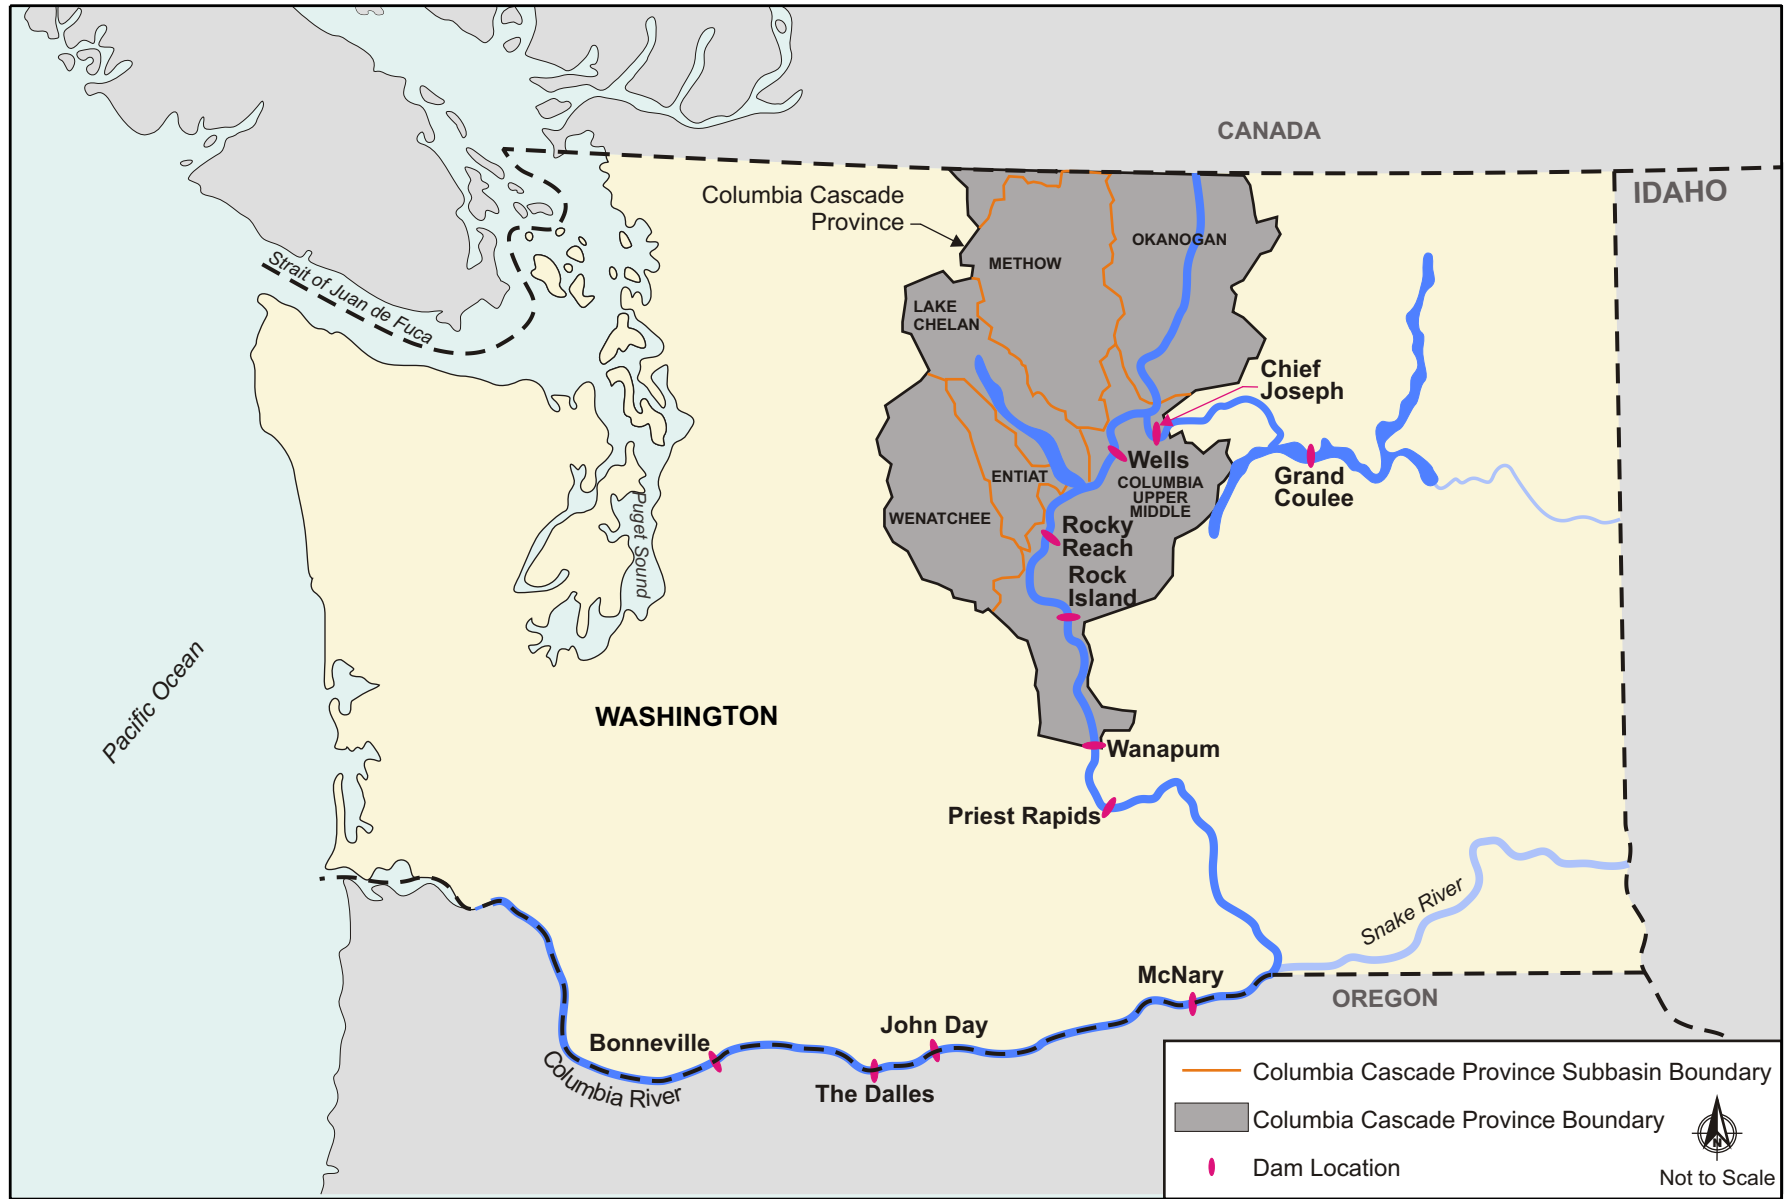 CANADA
IDAHO
Columbia Cascade
Province
OKANOGAN
METHOW
Strait of Juan de Fuca
LAKE
CHELAN
Chief
Joseph
Wells
Grand
Coulee
ENTIAT
COLUMBIA
UPPER
MIDDLE
WENATCHEE
Puget Sound
Rocky
Reach
Rock
Island
Pacific Ocean
WASHINGTON
Wanapum
Priest Rapids
Snake River
McNary
OREGON
John Day
Bonneville
The Dalles
Columbia River
Columbia Cascade Province Subbasin Boundary
Columbia Cascade Province Boundary
Dam Location
N
Not to Scale